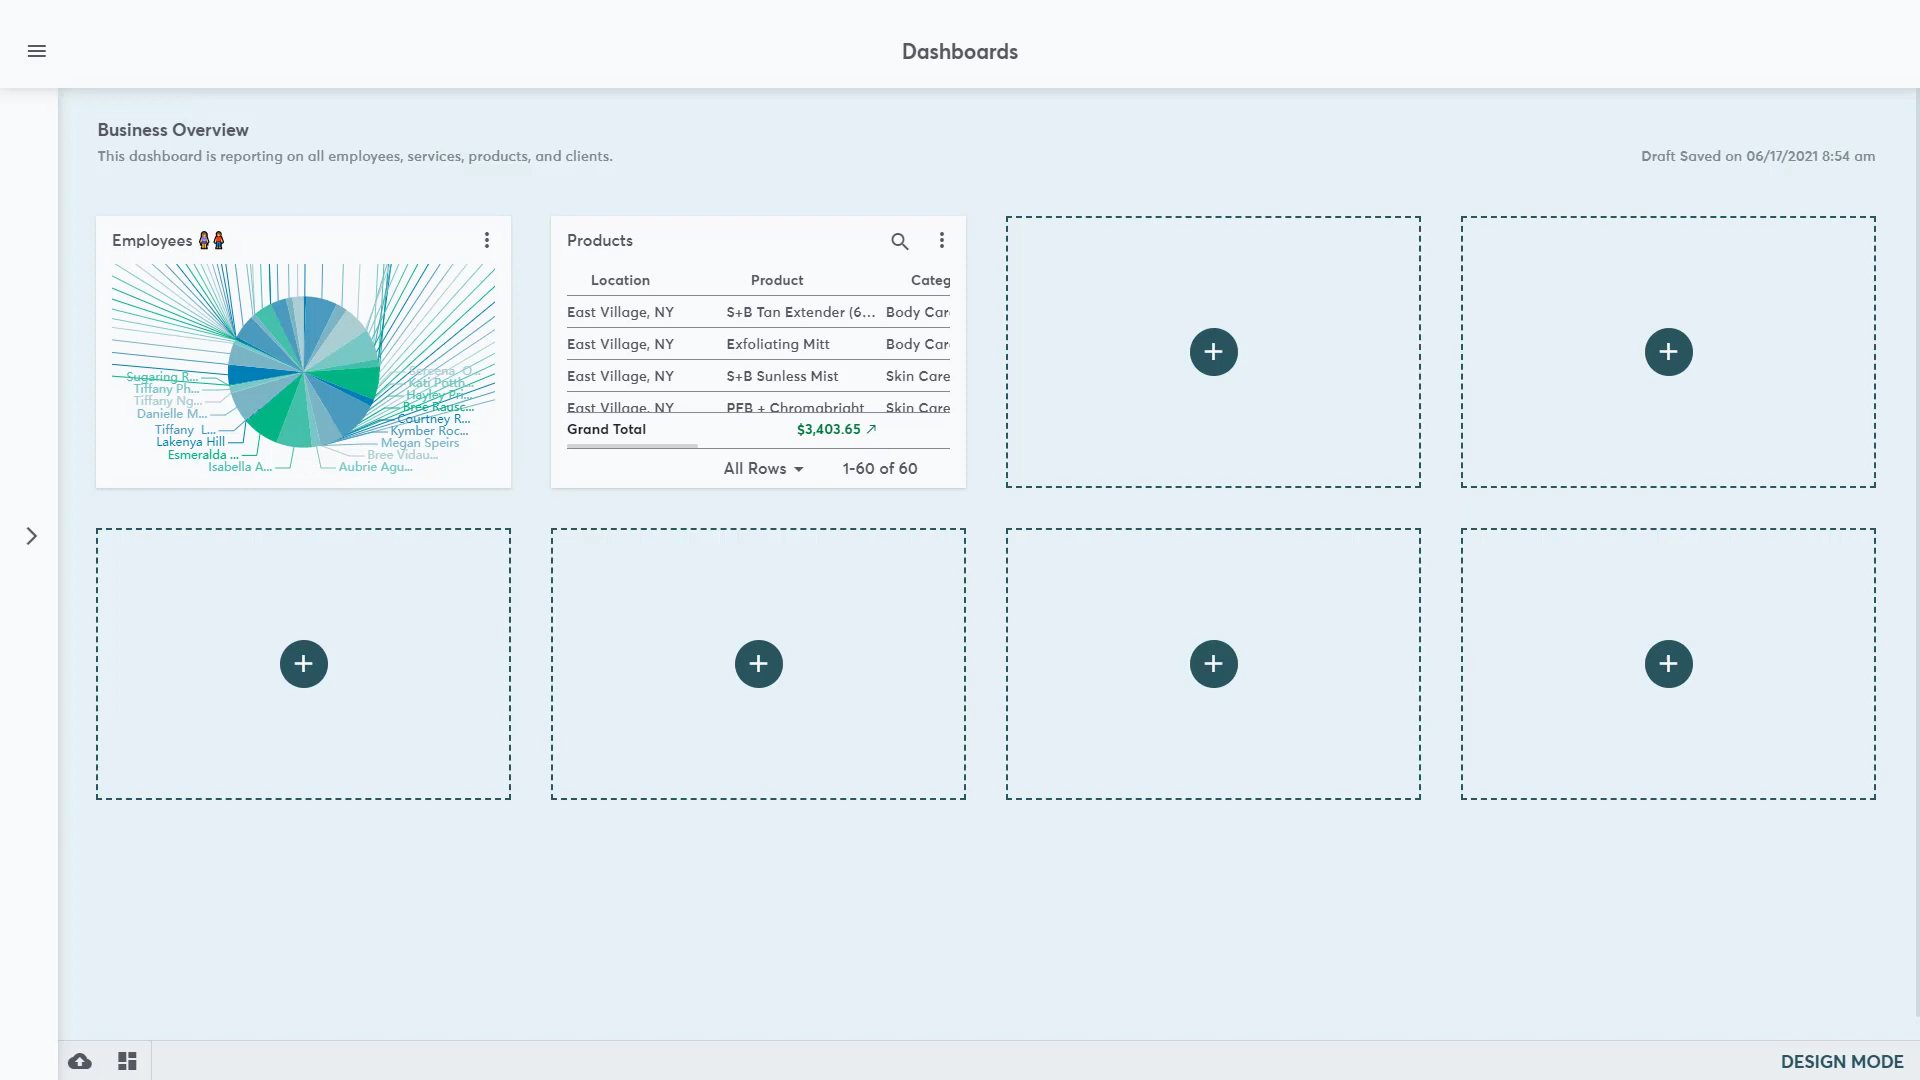 Dashboards
Business Overview
This dashboard is reporting on all employees, services, products, and clients.
Draft Saved on 06/17/2021 8:54 am
Employees
Sugaring R...
Tiffany Ph...
Tiffany Ng...
Danielle M...
Tiffany L...
Lakenya Hill
Esmeralda ...
Isabella A...
Kati Potth...
Hayley Pri...
Bree Rausc...
Courtney R...
Kymber Roc...
Megan Speirs
Bree Vidau...
Aubrie Agu...
Products
Location Product Categ
East Village, NY S+B Tan Extender (6... Body Car
East Village, NY Exfoliating Mitt Body Car
East Village, NY S+B Sunless Mist Skin Care
East Village, NY PFB + Chromabright Skin Care
Grand Total $3,403.65
All Rows 1-60 of 60
DESIGN MODE